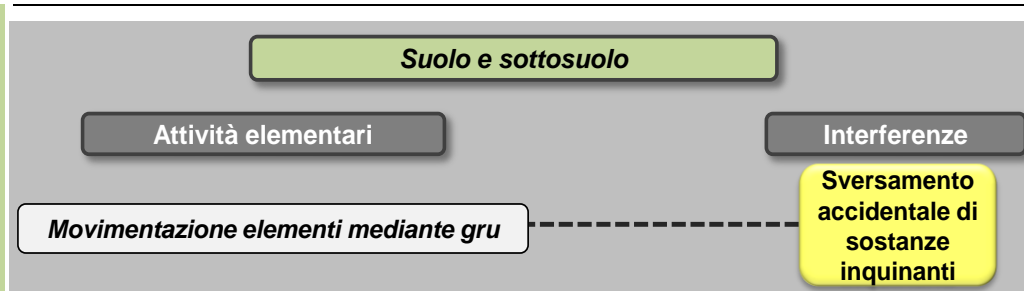 Suolo e sottosuolo
Attività elementari
Interferenze
Movimentazione elementi mediante gru
Sversamento
accidentale di
sostanze
inquinanti